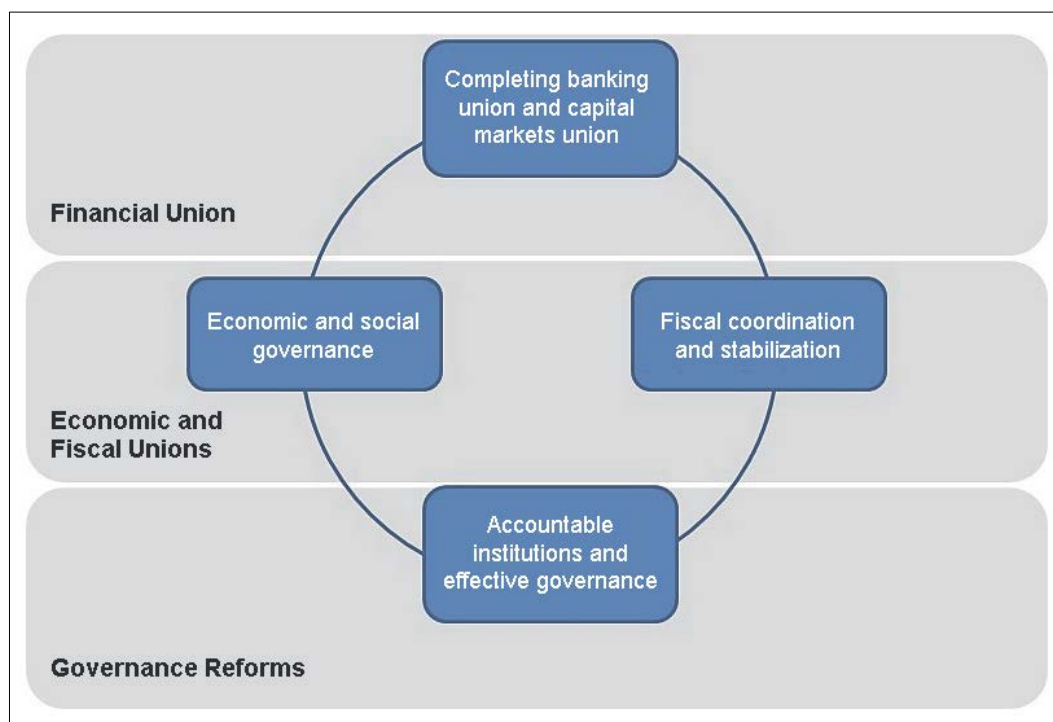 Completing banking
union and capital
markets union
Financial Union
Economic and social
governance
Fiscal coordination
and stabilization
Economic and
Fiscal Unions
Accountable
institutions and
effective governance
Governance Reforms